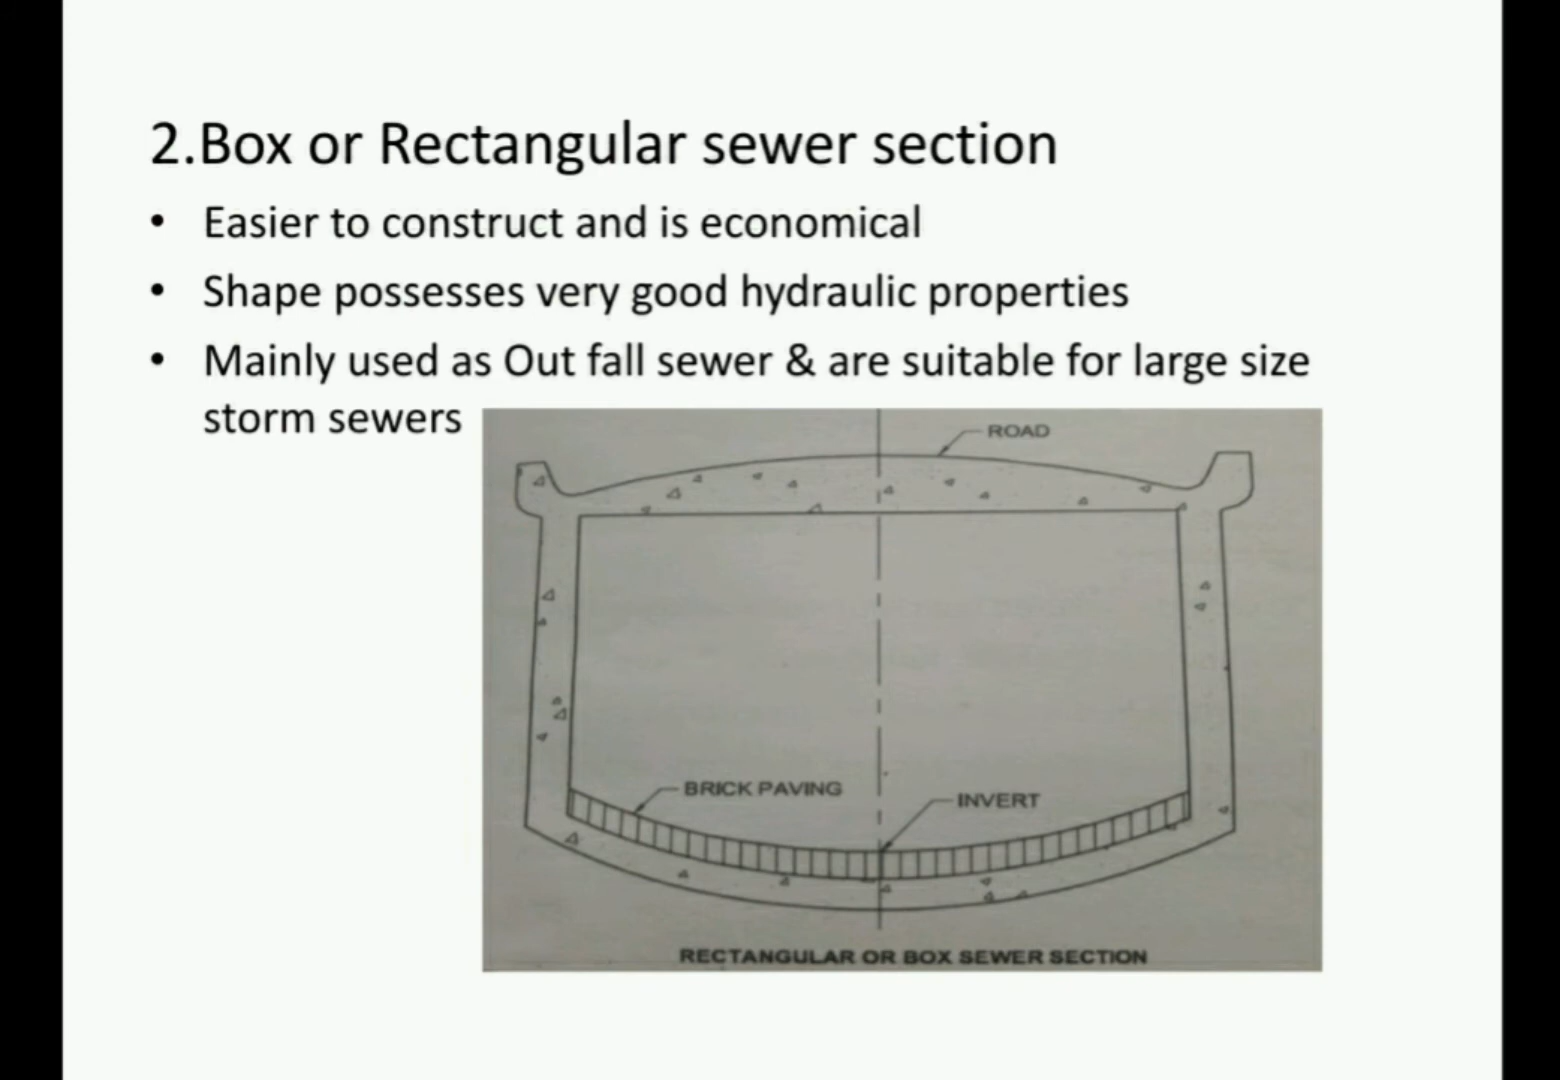 2.Box or Rectangular sewer section
• Easier to construct and is economical
• Shape possesses very good hydraulic properties
• Mainly used as Out fall sewer & are suitable for large size
storm sewers
ROAD
BRICK PAVING
INVERT
RECTANGULAR OR BOX SEWER SECTION